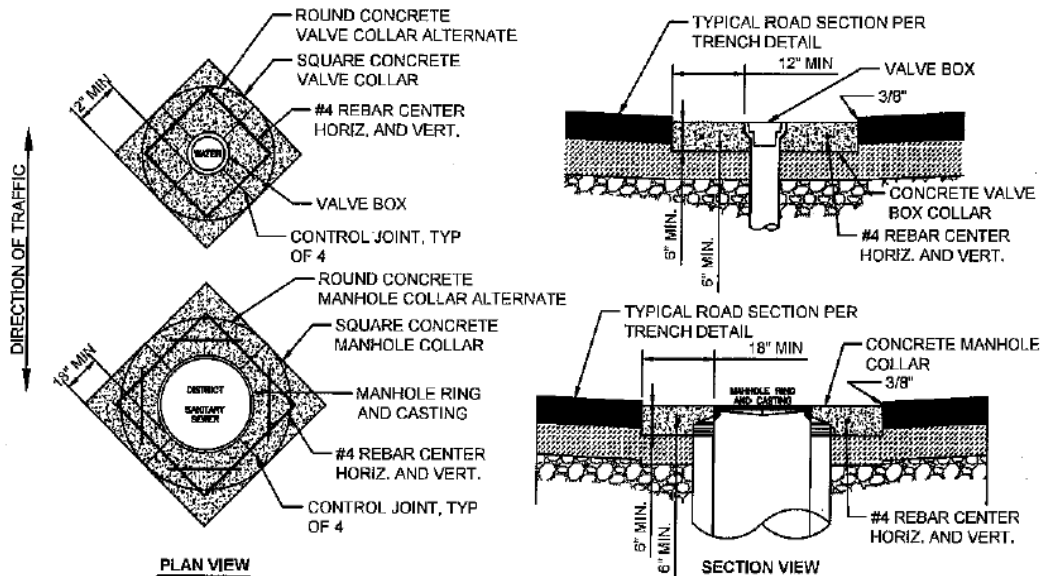 ROUND CONCRETE
VALVE COLLAR ALTERNATE
SQUARE CONCRETE
VALVE COLLAR
#4 REBAR CENTER
HORIZ. AND VERT.
VALVE BOX
CONTROL JOINT, TYP
OF 4
12" MIN
WATER
DIRECTION OF TRAFFIC
ROUND CONCRETE
MANHOLE COLLAR ALTERNATE
SQUARE CONCRETE
MANHOLE COLLAR
MANHOLE RING
AND CASTING
#4 REBAR CENTER
HORIZ. AND VERT.
CONTROL JOINT, TYP
OF 4
18" MIN
DISTRICT
SANITARY
SEWER
PLAN VIEW
TYPICAL ROAD SECTION PER
TRENCH DETAIL
12" MIN
VALVE BOX
3/8"
CONCRETE VALVE
BOX COLLAR
#4 REBAR CENTER
HORIZ. AND VERT.
6" MIN.
6" MIN.
TYPICAL ROAD SECTION PER
TRENCH DETAIL
18" MIN
CONCRETE MANHOLE
COLLAR
3/8"
MANHOLE RING
AND CASTING
#4 REBAR CENTER
HORIZ. AND VERT.
6" MIN.
6" MIN.
SECTION VIEW